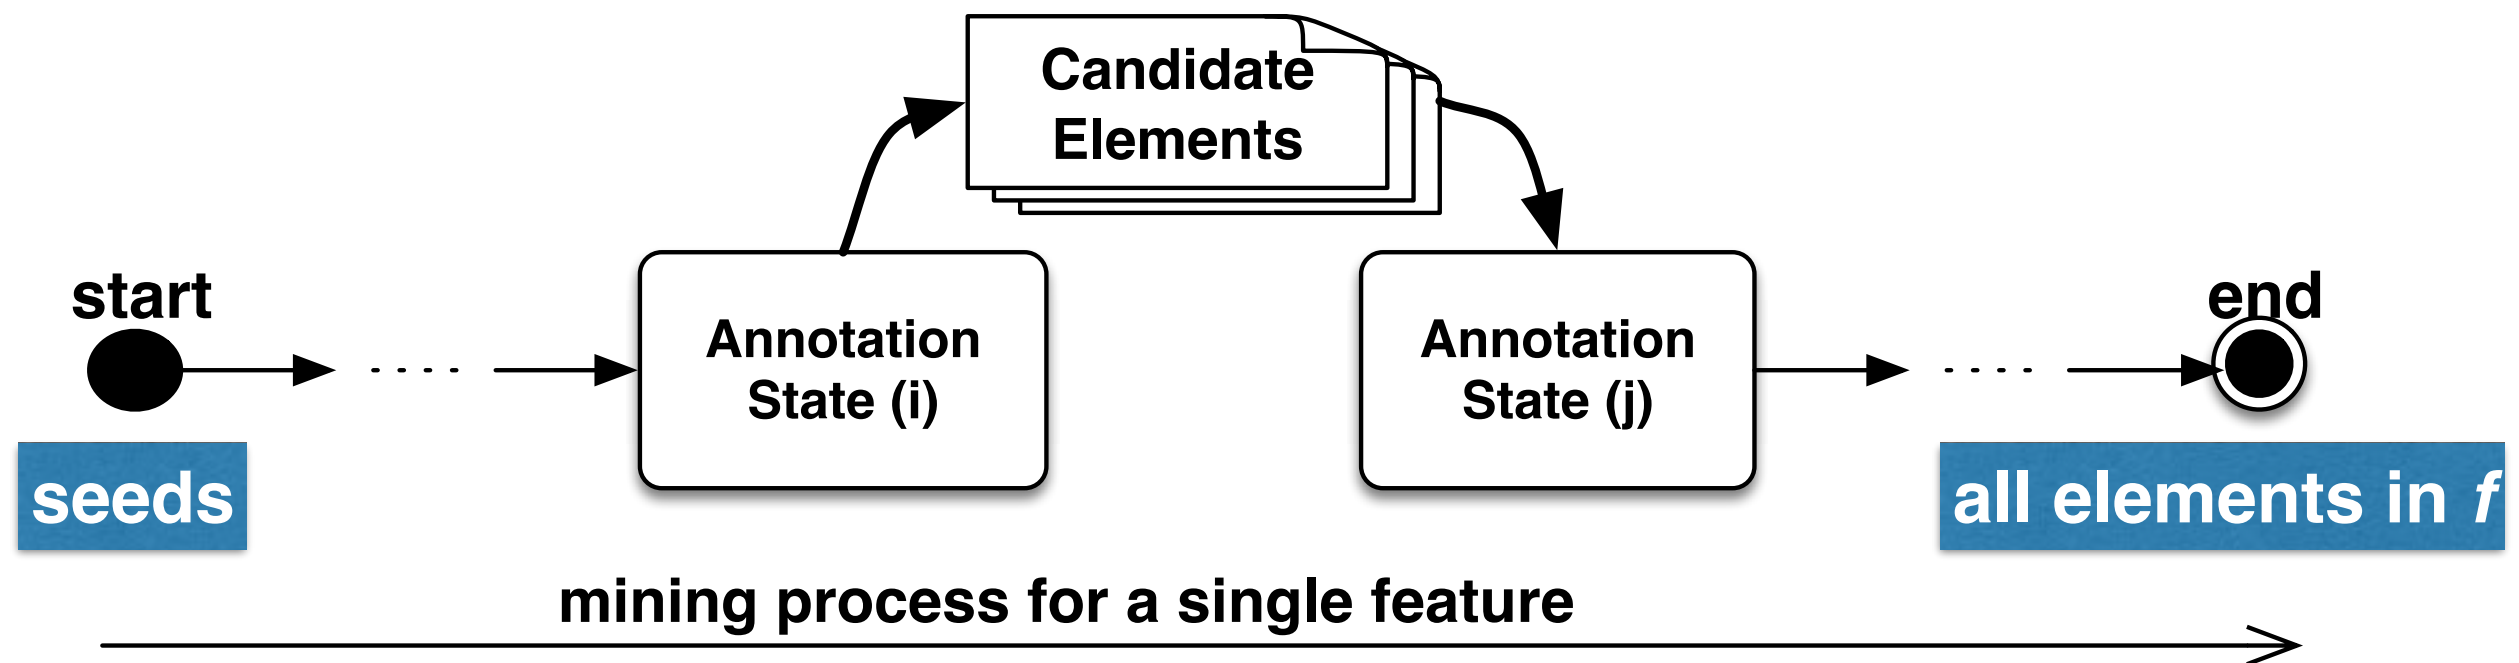 Candidate
Elements
start
Annotation
State (i)
Annotation
State (j)
end
seeds
all elements in f
mining process for a single feature